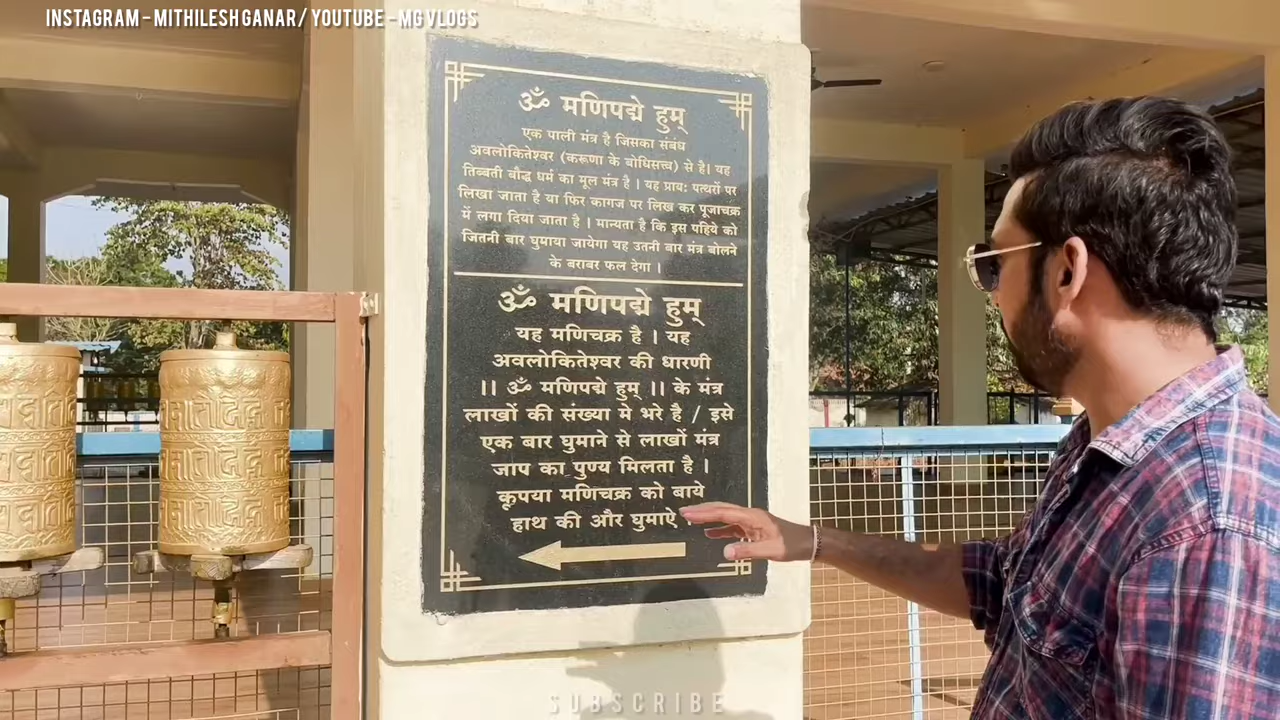 INSTAGRAM - MITHILESH GANAR / YOUTUBE - MG VLOGS
ॐ मणिपद्मे हुम्
एक पाली मंत्र है जिसका संबंध
अवलोकितेश्वर (करूणा के बोधिसत्त्व) से है। यह
तिब्बती बौद्ध धर्म का मूल मंत्र है । यह प्रायः पत्थरों पर
लिखा जाता है या फिर कागज पर लिख कर पूजाचक्र
में लगा दिया जाता है । मान्यता है कि इस पहिये को
जितनी बार घुमाया जायेगा यह उतनी बार मंत्र बोलने
के बराबर फल देगा ।
ॐ मणिपद्मे हुम्
यह मणिचक्र है । यह
अवलोकितेश्वर की धारणी
।। ॐ मणिपद्मे हुम् ।। के मंत्र
लाखों की संख्या मे भरे है / इसे
एक बार घुमाने से लाखों मंत्र
जाप का पुण्य मिलता है ।
कृपया मणिचक्र को बाये
हाथ की और घुमाऐ
SUBSCRIBE